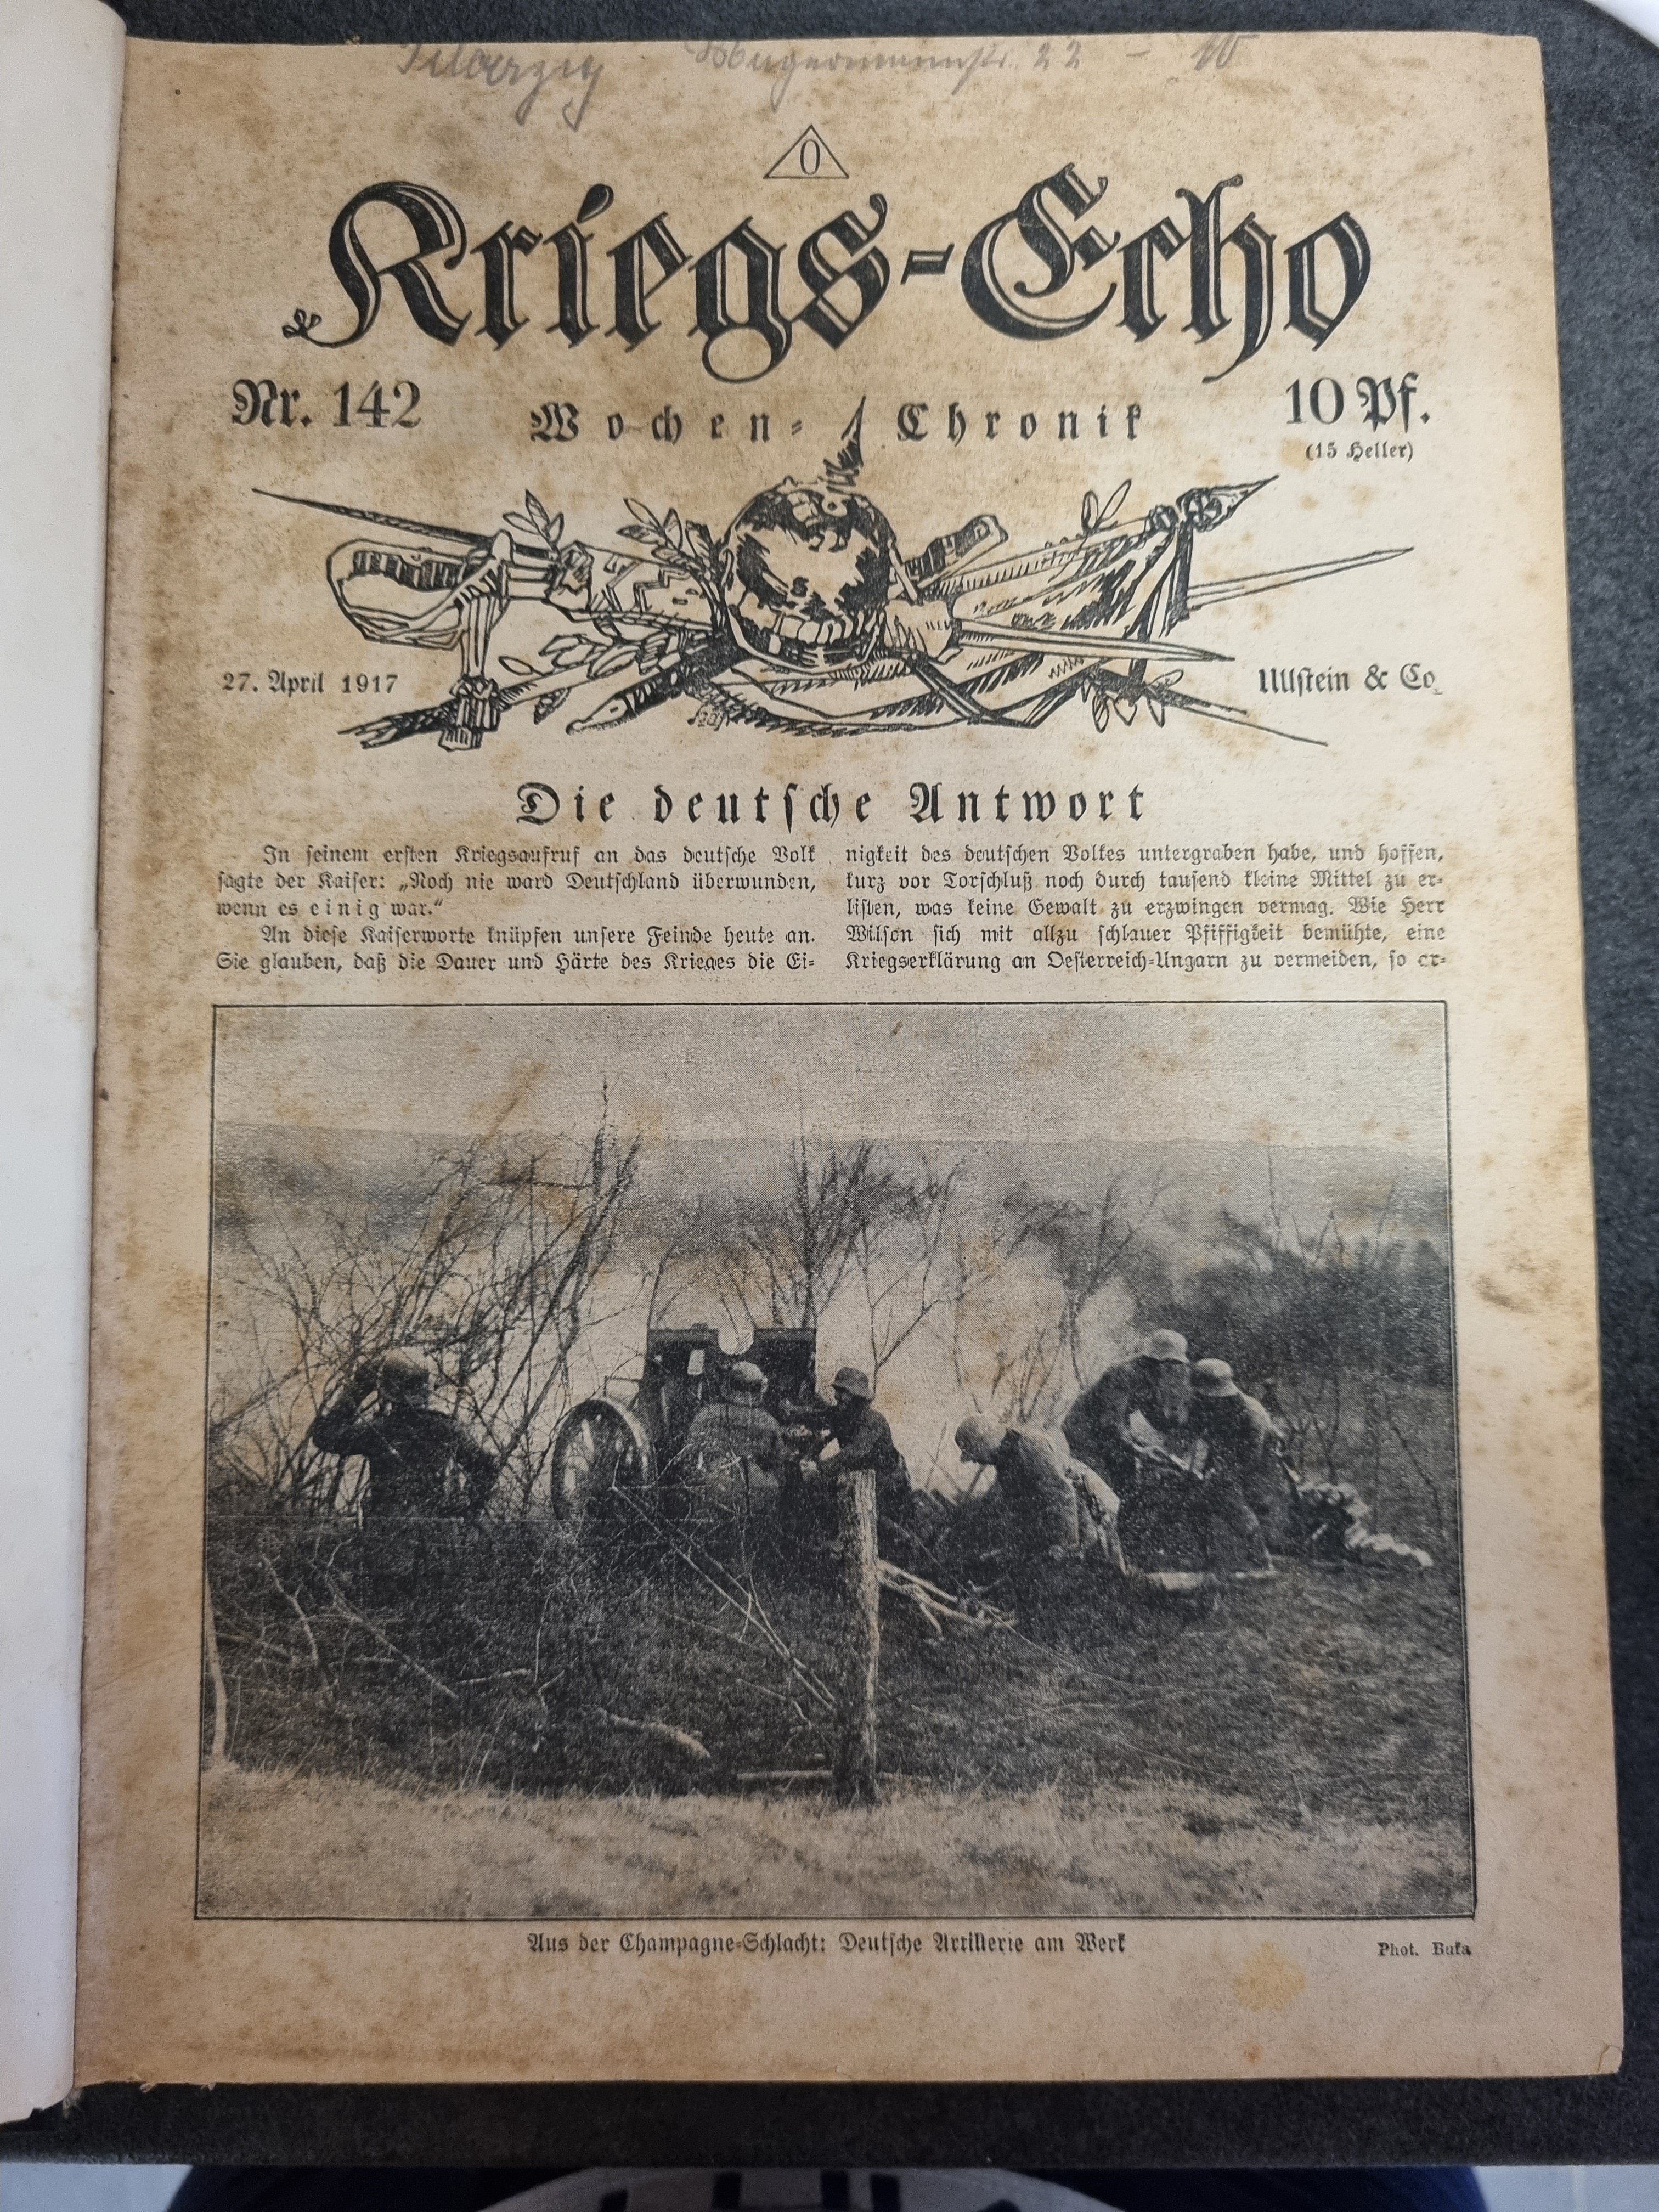 22 -
0
Kriegs-Echo
Nr. 142
Wochen-Chronik
10 Pf.
(15 Heller)
27. April 1917
Ullstein & Co.
Die deutsche Antwort
In seinem ersten Kriegsaufruf an das deutsche Volk
sagte der Kaiser: „Noch nie ward Deutschland überwunden,
wenn es einig war.“
An diese Kaiserworte knüpfen unsere Feinde heute an.
Sie glauben, daß die Dauer und Härte des Krieges die Ei-
nigkeit des deutschen Volkes untergraben habe, und hoffen,
kurz vor Torschluß noch durch tausend kleine Mittel zu er-
listen, was keine Gewalt zu erzwingen vermag. Wie Herr
Wilson sich mit allzu schlauer Pfiffigkeit bemühte, eine
Kriegserklärung an Oesterreich-Ungarn zu vermeiden, so er-
Aus der Champagne-Schlacht: Deutsche Artillerie am Werk
Phot. Bufa